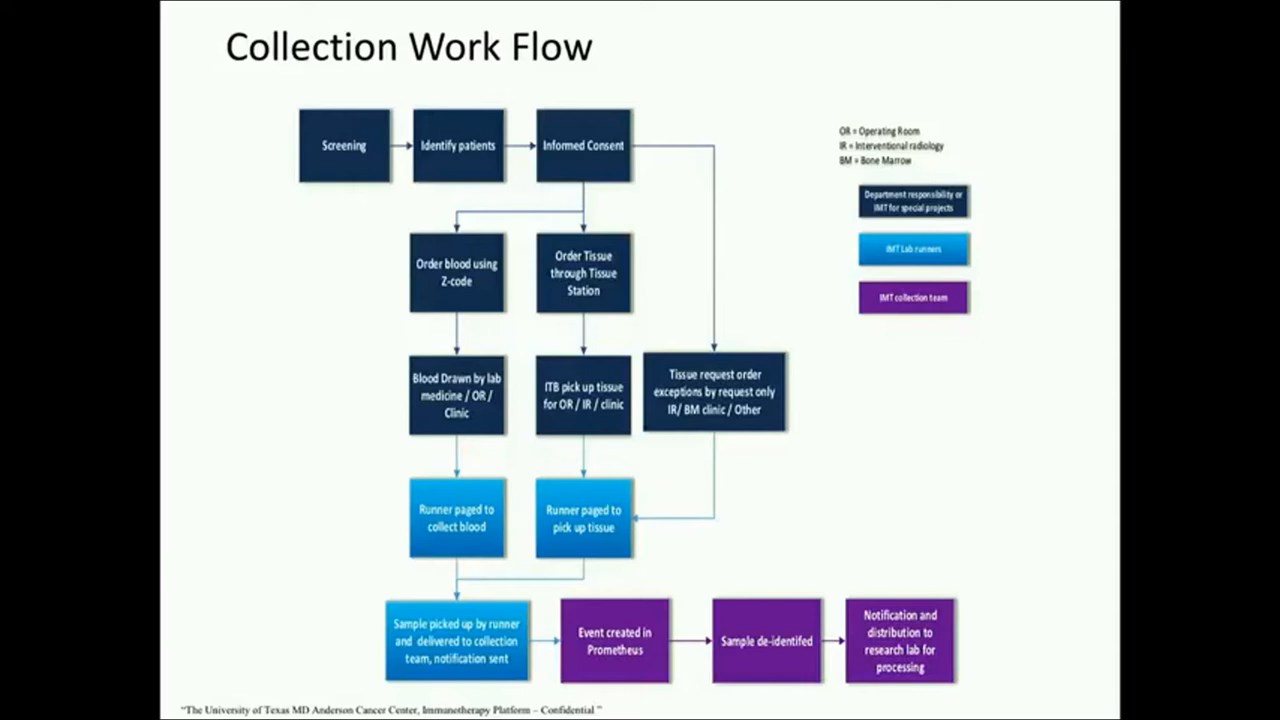 Collection Work Flow
Screening
Identify patients
Informed Consent
OR = Operating Room
IR = Interventional radiology
BM = Bone Marrow
Department responsibility or
IMT for special projects
IMT Lab runners
IMT collection team
Order blood using
Z-code
Order Tissue
through Tissue
Station
Blood Drawn by lab
medicine / OR /
Clinic
ITB pick up tissue
for OR / IR / clinic
Tissue request order
exceptions by request only
IR/ BM clinic / Other
Runner paged to
collect blood
Runner paged to
pick up tissue
Sample picked up by runner
and delivered to collection
team, notification sent
Event created in
Prometheus
Sample de-identifed
Notification and
distribution to
research lab for
processing
"The University of Texas MD Anderson Cancer Center, Immanotherapy Platform – Confidential "